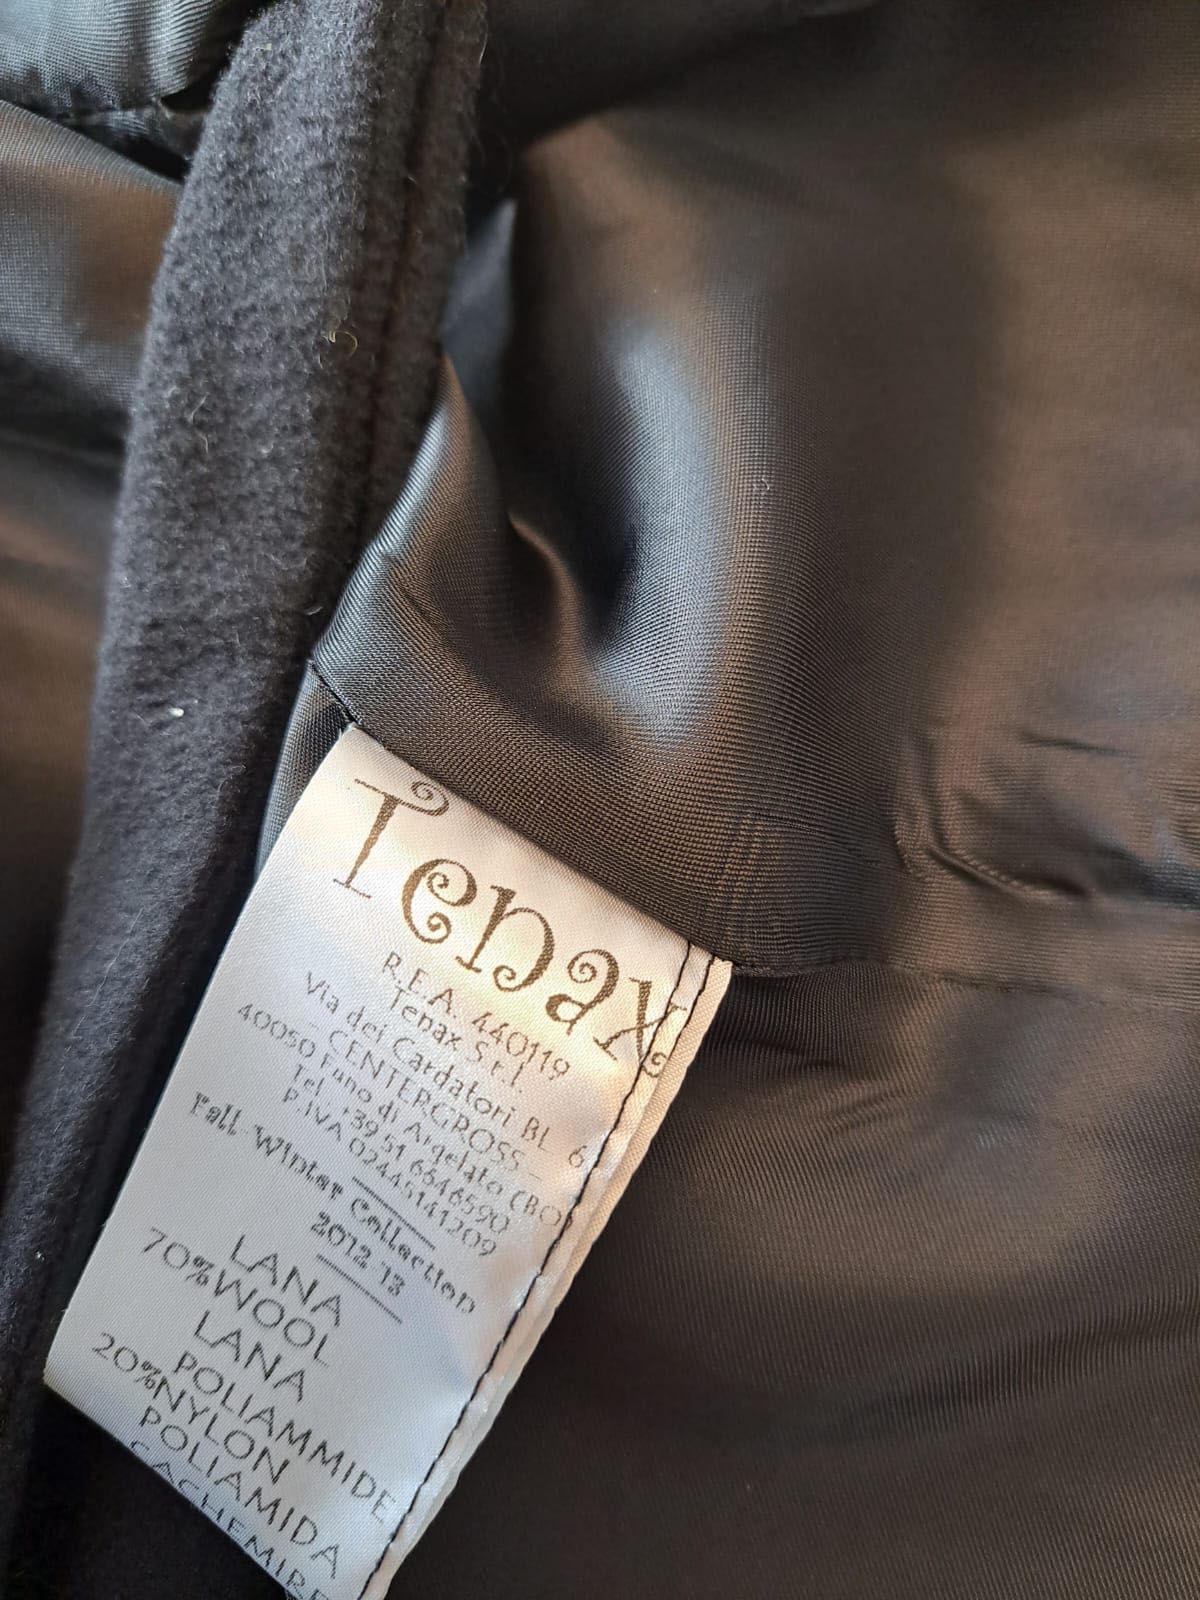 Tenax
R.E.A. 440119
Tenax S.r.l.
Via dei Cardatori BL 6
CENTERGROSS
40050 Funo di Argelato (BO)
Tel. +39 51 6646590
P.IVA 02445141209
Fall Winter Collection
2012 13
LANA
70%WOOL
LANA
POLIAMMIDE
20%NYLON
POLIAMIDA
CACHEMIRE